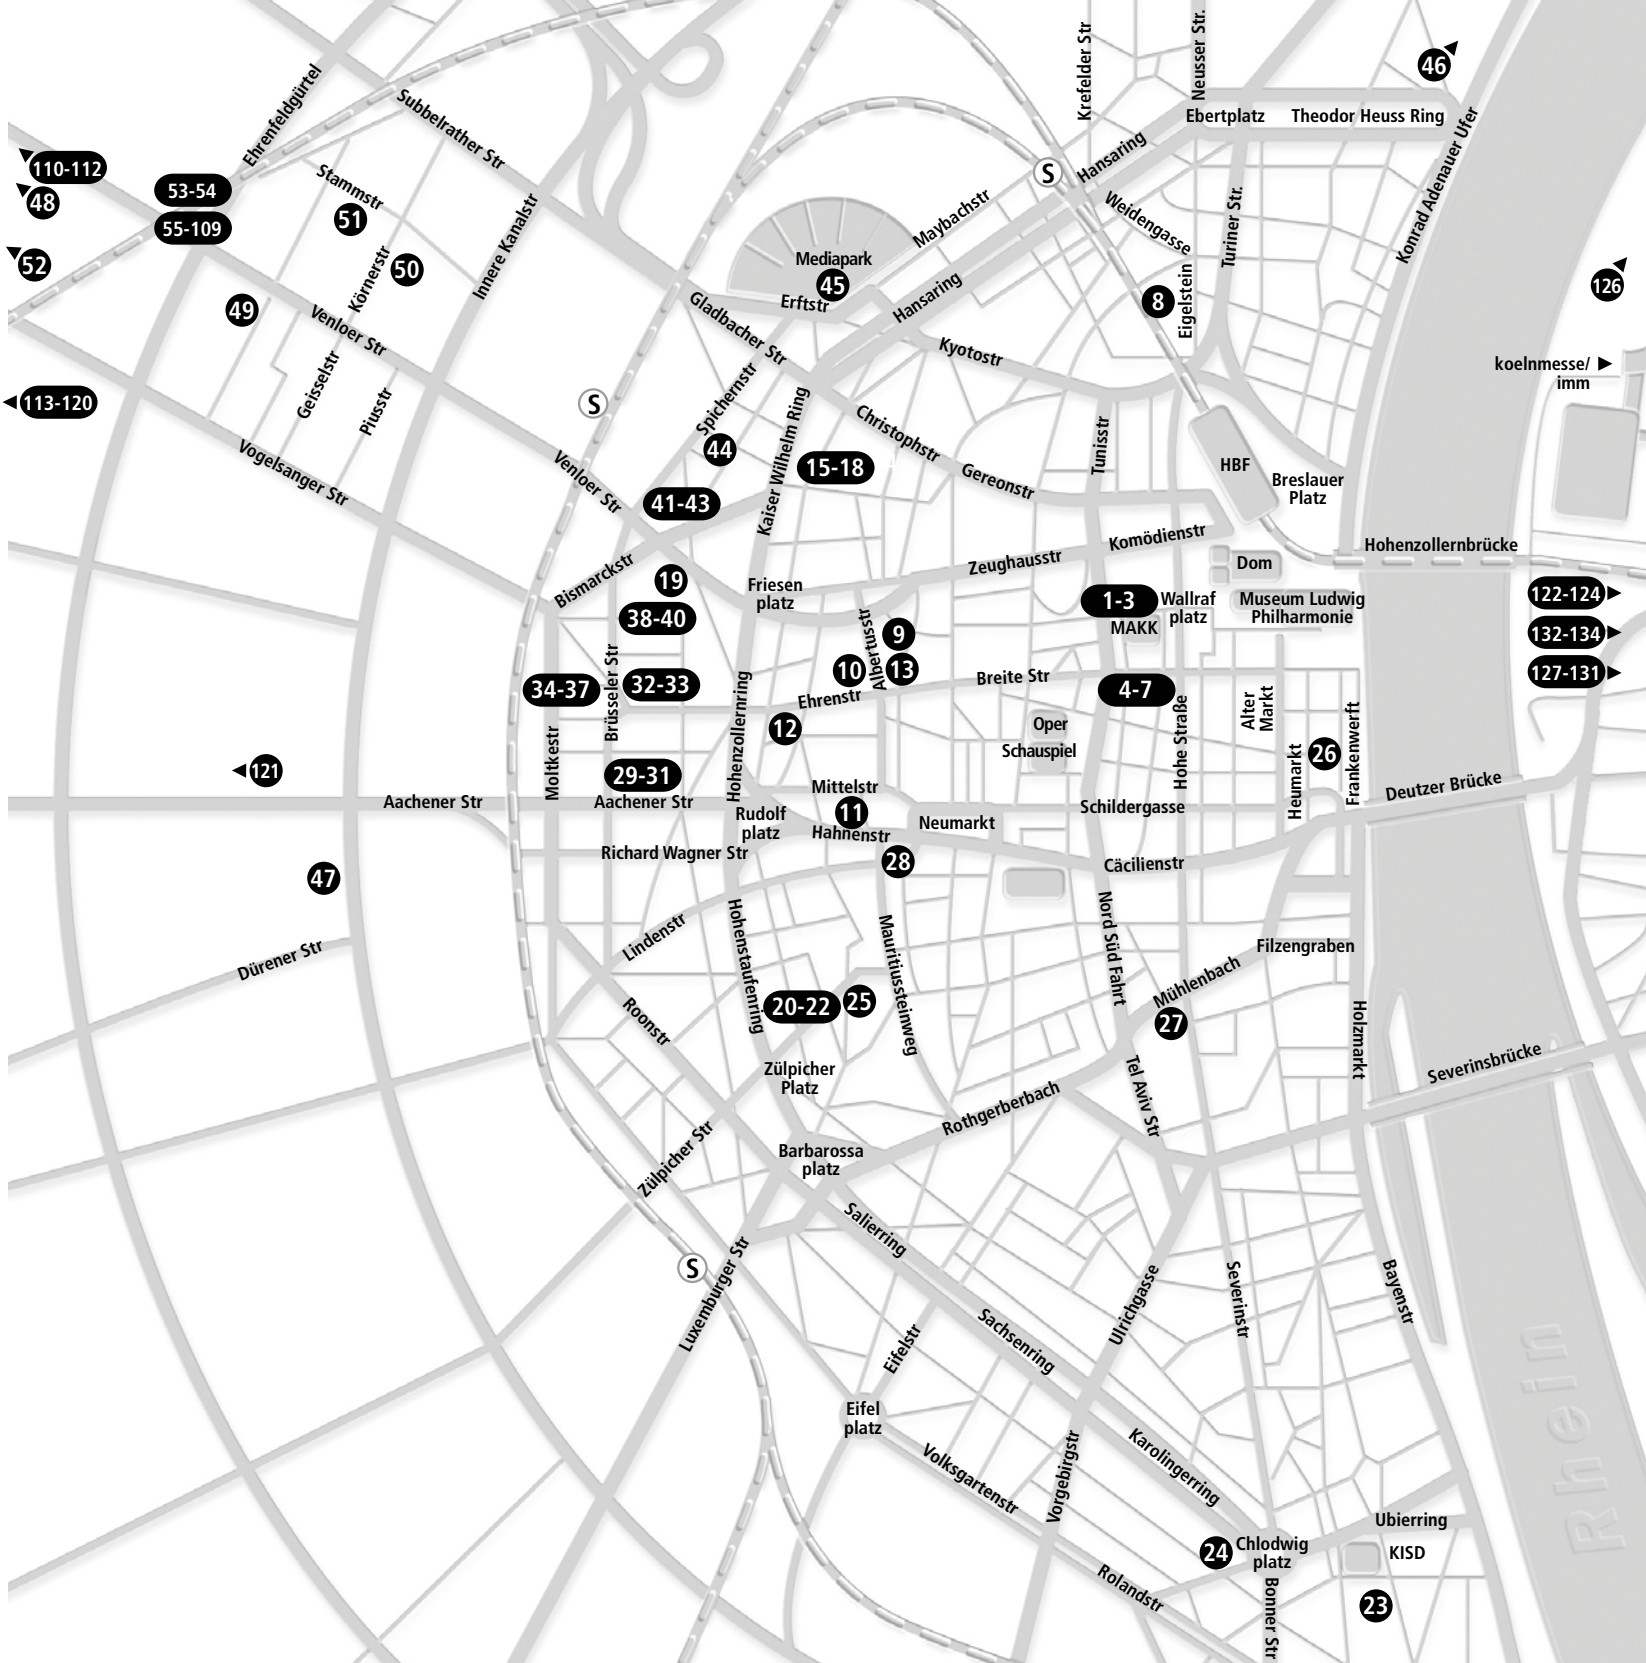 Krefelder Str
Neusser Str.
46
Ebertplatz
Theodor Heuss Ring
Ehrenfeldgürtel
Subbelrather Str
Hansaring
Konrad Adenauer Ufer
110-112
53-54
48
55-109
Stammstr
51
S
Maybachstr
Weidengasse
Turiner Str.
52
Körnerstr
50
Innere Kanalstr
Mediapark
45
Erftstr
Hansaring
8
Eigelstein
126
49
Venloer Str
Gladbacher Str
Kyotostr
koelnmesse/
imm
Geisselstr
Piusstr
113-120
S
Spichernstr
44
Kaiser Wilhelm Ring
15-18
Christophstr
Gereonstr
Tunisstr
HBF
Breslauer
Platz
Vogelsanger Str
Venloer Str
41-43
Komödienstr
Hohenzollernbrücke
Bismarckstr
19
Friesen
platz
Zeughausstr
Dom
38-40
1-3
MAKK
Wallraf
platz
Museum Ludwig
Philharmonie
122-124
132-134
127-131
Albertusstr
9
10
13
34-37
Brüsseler Str
32-33
Hohenzollernring
Ehrenstr
Breite Str
4-7
12
Oper
Schauspiel
Hohe Straße
Alter
Markt
26
Frankenwerft
Heumarkt
121
Moltkestr
29-31
Aachener Str
Aachener Str
Mittelstr
11
Rudolf
platz
Hahnenstr
Neumarkt
Schildergasse
Deutzer Brücke
Richard Wagner Str
28
Cäcilienstr
47
Dürener Str
Lindenstr
Hohenstaufenring
Mauritiussteinweg
Nord Süd Fahrt
Filzengraben
Mühlenbach
27
20-22
25
Roonstr
Holzmarkt
Severinsbrücke
Zülpicher
Platz
Tel Aviv Str
Rothgerberbach
Zülpicher Str
Barbarossa
platz
Salierring
S
Luxemburger Str
Ulrichgasse
Severinstr
Bayenstr
Eifelstr
Sachsenring
Rhein
Eifel
platz
Volksgartenstr
Vorgebirgstr
Karolingerring
Ubierring
24
Chlodwig
platz
KISD
Rolandstr
Bonner Str
23